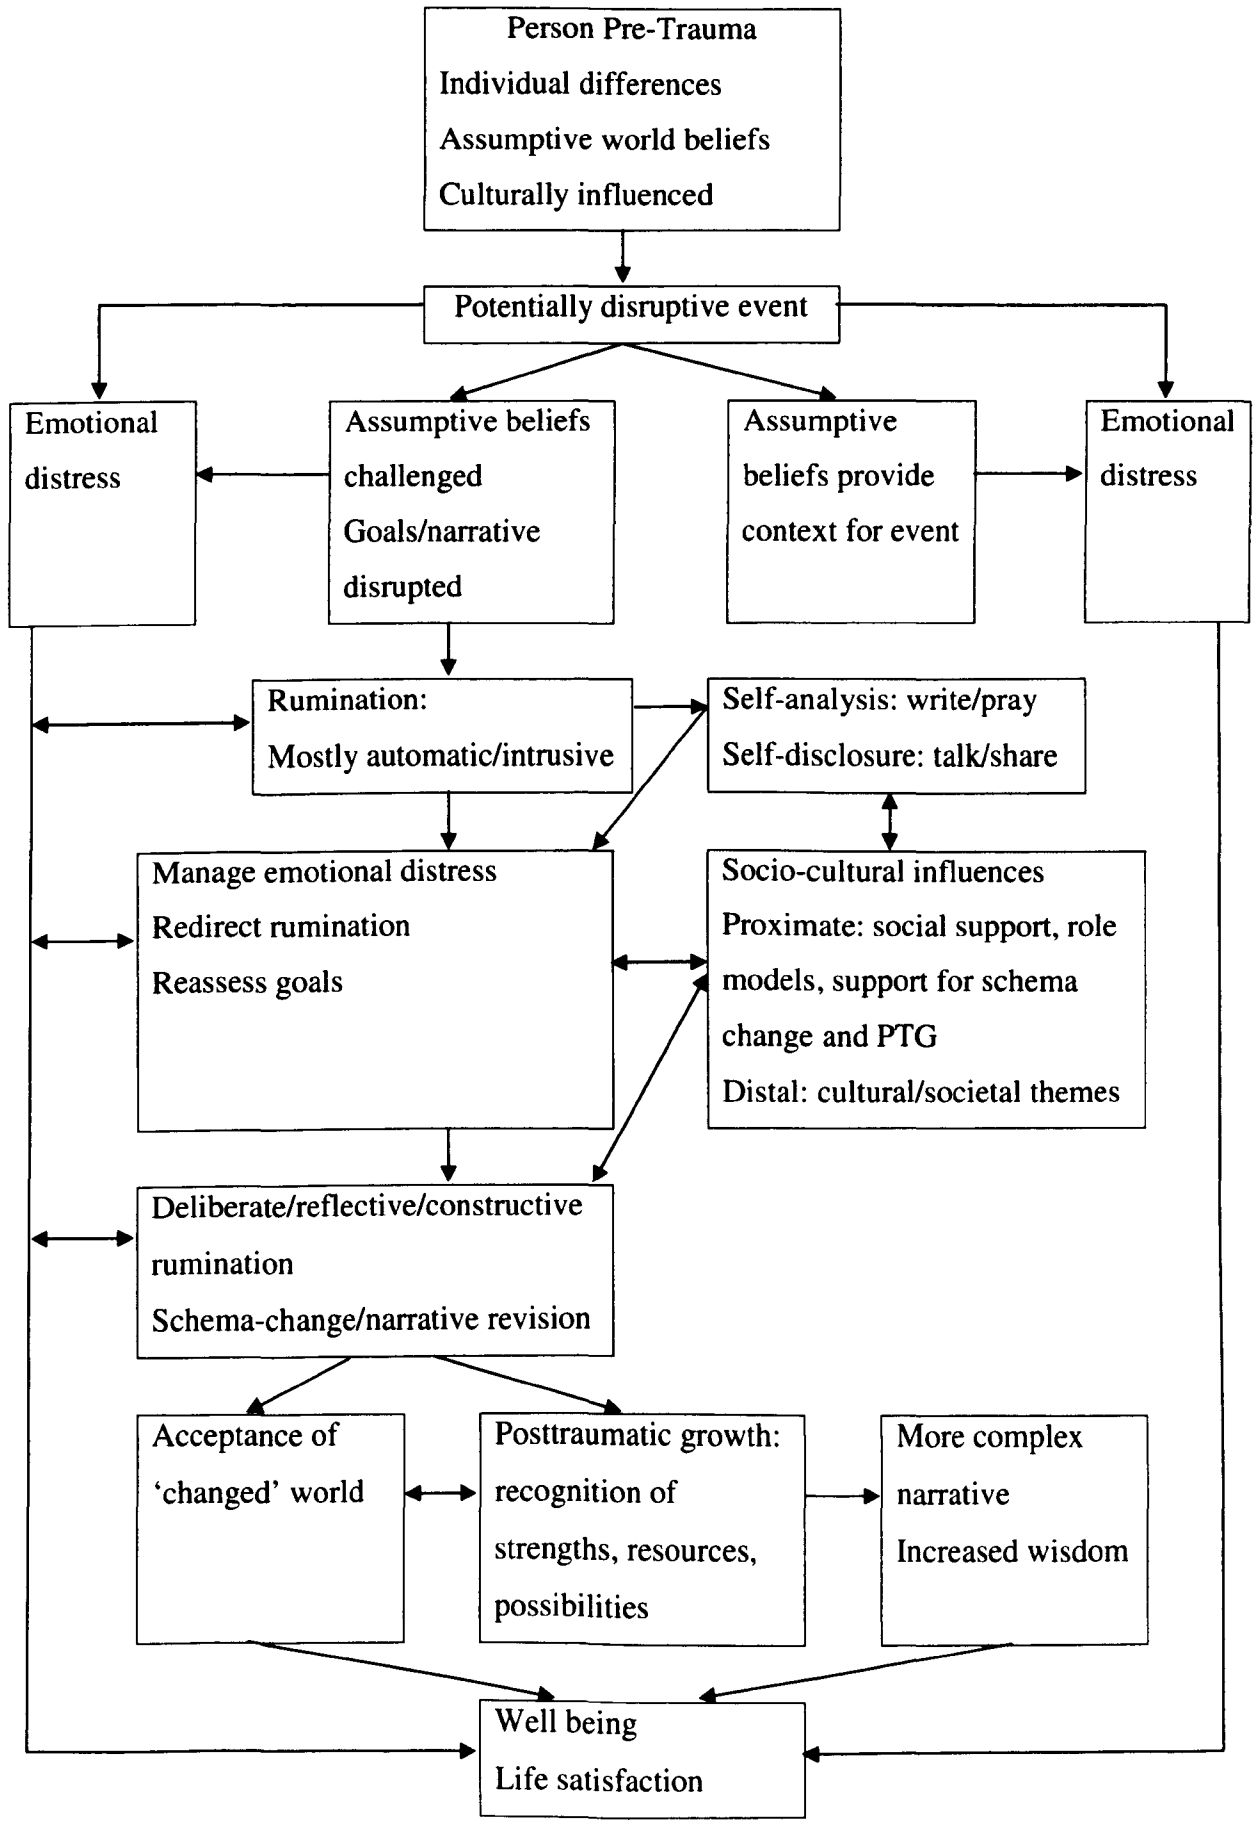 Person Pre-Trauma
Individual differences
Assumptive world beliefs
Culturally influenced
Potentially disruptive event
Emotional
distress
Assumptive beliefs
challenged
Goals/narrative
disrupted
Assumptive
beliefs provide
context for event
Emotional
distress
Rumination:
Mostly automatic/intrusive
Self-analysis: write/pray
Self-disclosure: talk/share
Manage emotional distress
Redirect rumination
Reassess goals
Socio-cultural influences
Proximate: social support, role
models, support for schema
change and PTG
Distal: cultural/societal themes
Deliberate/reflective/constructive
rumination
Schema-change/narrative revision
Acceptance of
‘changed’ world
Posttraumatic growth:
recognition of
strengths, resources,
possibilities
More complex
narrative
Increased wisdom
Well being
Life satisfaction